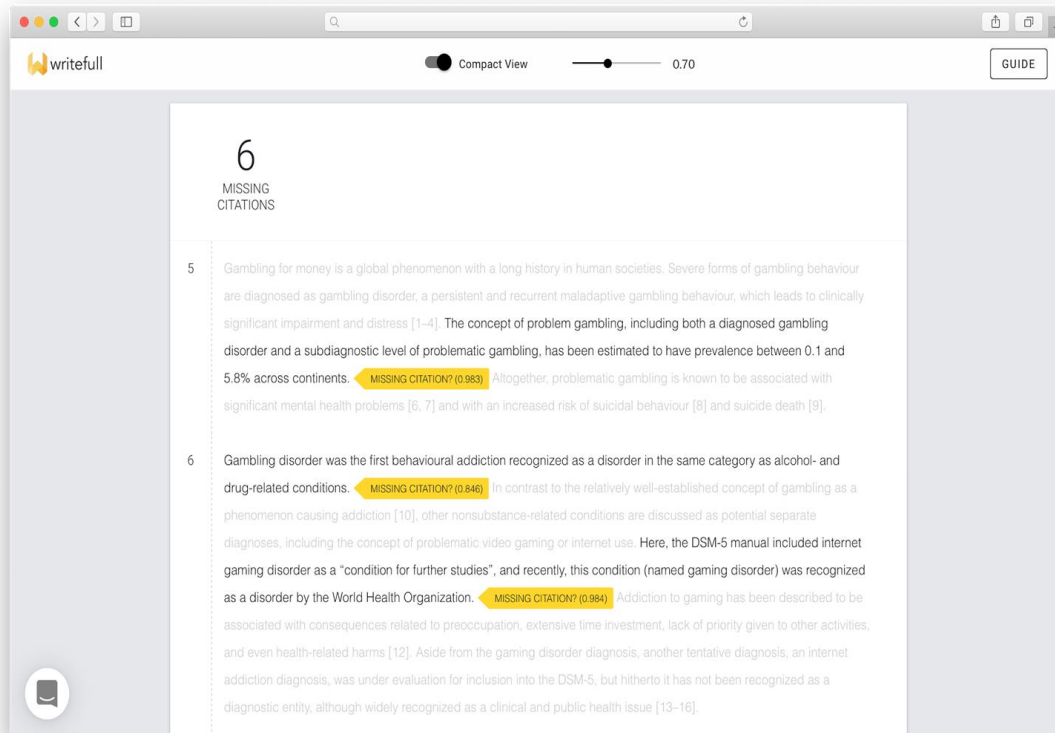 writefull
Compact View
0.70
GUIDE
6
MISSING
CITATIONS
5
Gambling for money is a global phenomenon with a long history in human societies. Severe forms of gambling behaviour
are diagnosed as gambling disorder, a persistent and recurrent maladaptive gambling behaviour, which leads to clinically
significant impairment and distress [1–4]. The concept of problem gambling, including both a diagnosed gambling
disorder and a subdiagnostic level of problematic gambling, has been estimated to have prevalence between 0.1 and
5.8% across continents. MISSING CITATION? (0.983) Altogether, problematic gambling is known to be associated with
significant mental health problems [6, 7] and with an increased risk of suicidal behaviour [8] and suicide death [9].
6
Gambling disorder was the first behavioural addiction recognized as a disorder in the same category as alcohol- and
drug-related conditions. MISSING CITATION? (0.846) In contrast to the relatively well-established concept of gambling as a
phenomenon causing addiction [10], other nonsubstance-related conditions are discussed as potential separate
diagnoses, including the concept of problematic video gaming or internet use. Here, the DSM-5 manual included internet
gaming disorder as a “condition for further studies”, and recently, this condition (named gaming disorder) was recognized
as a disorder by the World Health Organization. MISSING CITATION? (0.984) Addiction to gaming has been described to be
associated with consequences related to preoccupation, extensive time investment, lack of priority given to other activities,
and even health-related harms [12]. Aside from the gaming disorder diagnosis, another tentative diagnosis, an internet
addiction diagnosis, was under evaluation for inclusion into the DSM-5, but hitherto it has not been recognized as a
diagnostic entity, although widely recognized as a clinical and public health issue [13–16].